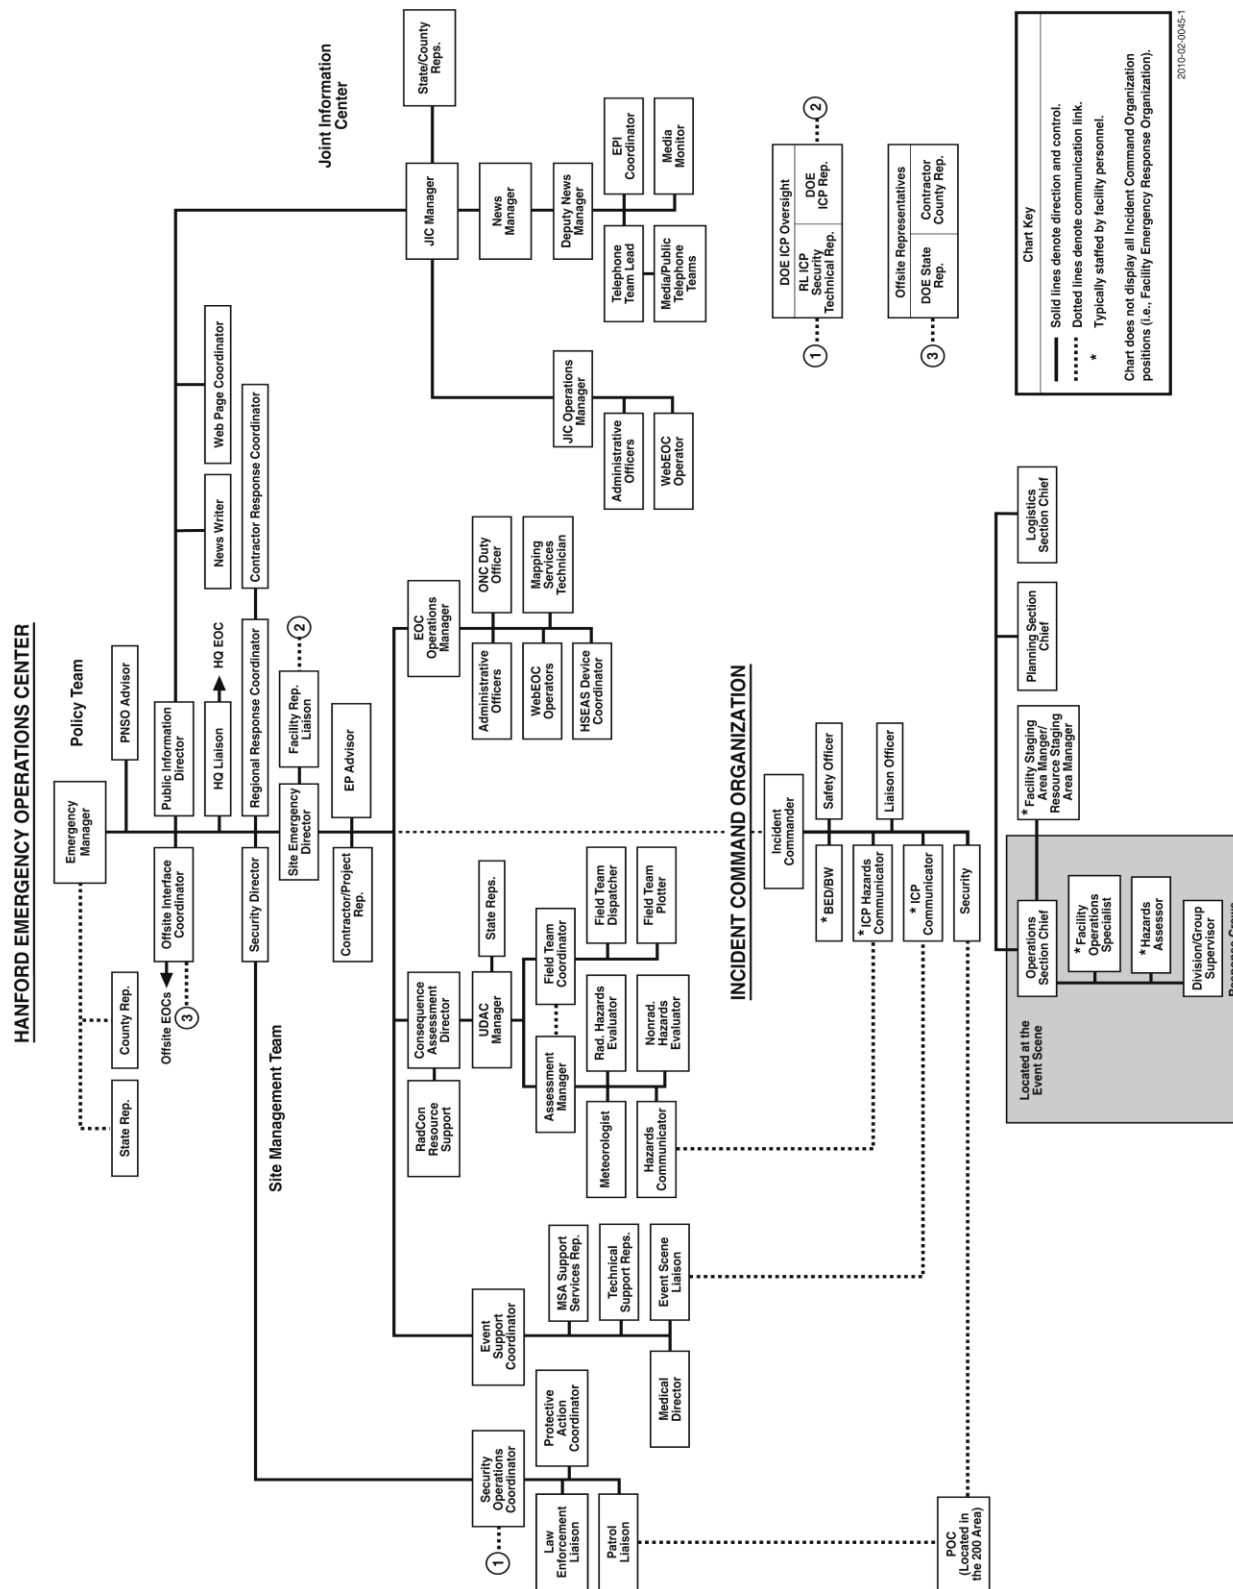 HANFORD EMERGENCY OPERATIONS CENTER
Policy Team
Emergency
Manager
State Rep.
County Rep.
PNSO Advisor
Offsite EOCs
3
Offsite Interface
Coordinator
Public Information
Director
HQ Liaison
HQ EOC
News Writer
Web Page Coordinator
Security Director
Regional Response Coordinator
Contractor Response Coordinator
Site Management Team
Site Emergency
Director
Facility Rep.
Liaison
2
Contractor/Project
Rep.
EP Advisor
Joint Information
Center
JIC Manager
State/County
Reps.
News
Manager
Deputy News
Manager
Telephone
Team Lead
EPI
Coordinator
Media/Public
Telephone
Teams
Media
Monitor
JIC Operations
Manager
Administrative
Officers
WebEOC
Operator
EOC
Operations
Manager
Administrative
Officers
ONC Duty
Officer
WebEOC
Operators
Mapping
Services
Technician
HSEAS Device
Coordinator
RadCon
Resource
Support
Consequence
Assessment
Director
UDAC
Manager
State Reps.
Assessment
Manager
Field Team
Coordinator
Meteorologist
Rad. Hazards
Evaluator
Field Team
Dispatcher
Hazards
Communicator
Nonrad.
Hazards
Evaluator
Field Team
Plotter
Event
Support
Coordinator
MSA Support
Services Rep.
Technical
Support Reps.
Medical
Director
Event Scene
Liaison
1
Security
Operations
Coordinator
Law
Enforcement
Liaison
Protective
Action
Coordinator
Patrol
Liaison
POC
(Located in
the 200 Area)
INCIDENT COMMAND ORGANIZATION
Incident
Commander
* BED/BW
Safety Officer
* ICP Hazards
Communicator
Liaison Officer
* ICP
Communicator
Security
Located at the
Event Scene
Operations
Section Chief
* Facility Staging
Area Manger/
Resource Staging
Area Manager
Planning Section
Chief
Logistics
Section Chief
* Facility
Operations
Specialist
* Hazards
Assessor
Division/Group
Supervisor
DOE ICP Oversight
1
RL ICP
Security
Technical Rep.
DOE
ICP Rep.
2
Offsite Representatives
3
DOE State
Rep.
Contractor
County Rep.
Chart Key
Solid lines denote direction and control.
Dotted lines denote communication link.
* Typically staffed by facility personnel.
Chart does not display all Incident Command Organization
positions (i.e., Facility Emergency Response Organization).
2010-02-0045-1